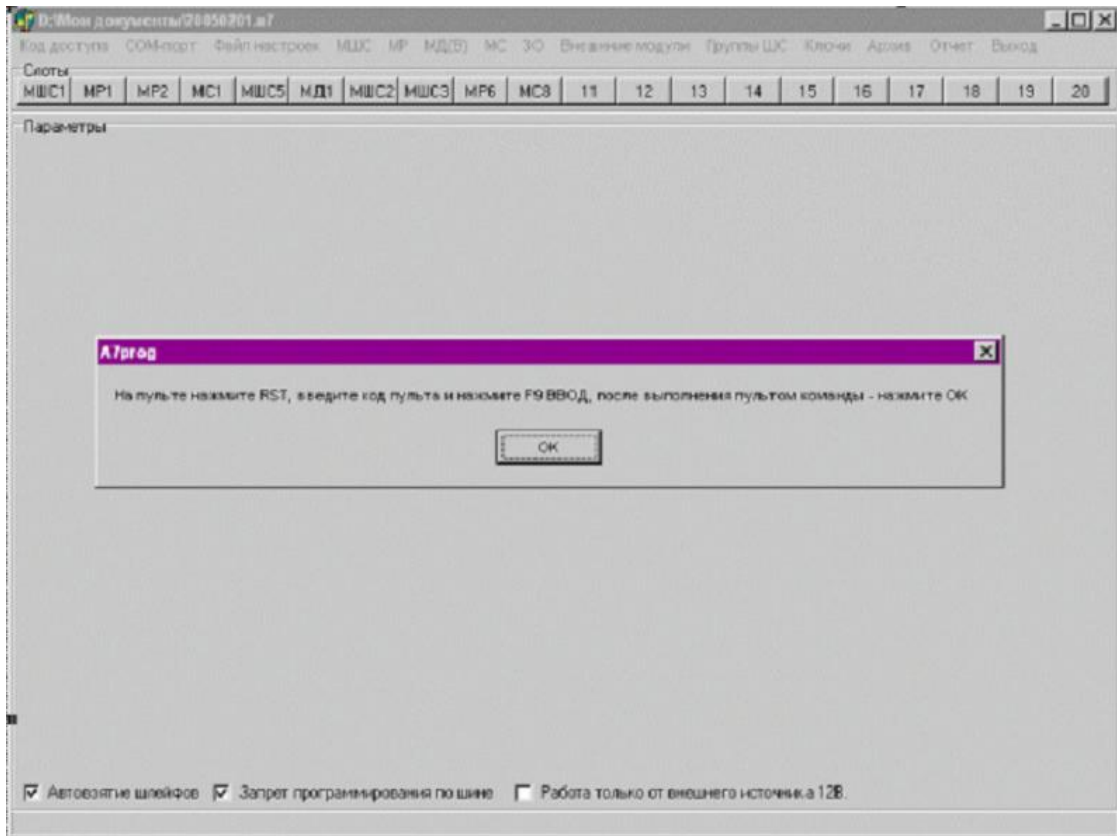 D:\Мои документы\20050201.a7
Код доступа СОМ-порт Файл настроек МШС МР МД(В) МС ЗО Внешние модули Группы ШС Ключи Архив Отчет Выход
Слоты
МШС1 МР1 МР2 МС1 МШС5 МД1 МШС2 МШС3 МР6 МС8 11 12 13 14 15 16 17 18 19 20
Параметры
A7prog
На пульте нажмите RST, введите код пульта и нажмите F9 ВВОД, после выполнения пультом команды - нажмите ОК
ОК
Автовзятие шлейфов Запрет программирования по шине Работа только от внешнего источника 12В.